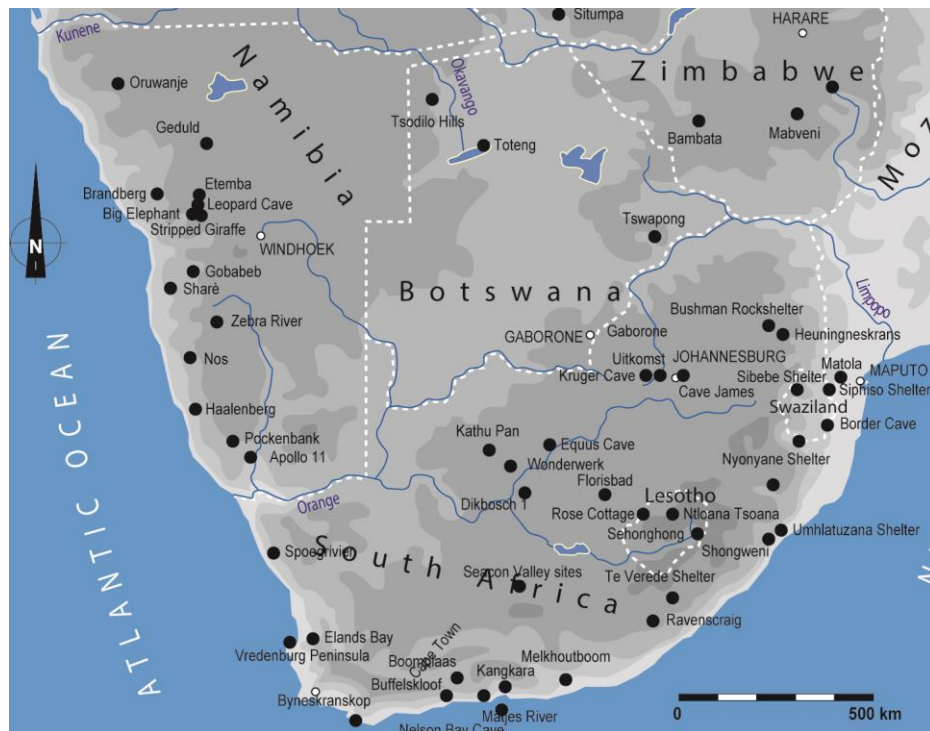 Situmpa
HARARE
Kunene
Oruwanje
Namibia
Okavango
Zimbabwe
Tsodilo Hills
Bambata
Mabveni
Geduld
Toteng
Moz
Etemba
Brandberg
Leopard Cave
Big Elephant
Stripped Giraffe
WINDHOEK
Tswapong
N
Gobabeb
Sharè
Botswana
Limpopo
Bushman Rockshelter
Zebra River
Heuningneskrans
GABORONE
Gaborone
Uitkomst
JOHANNESBURG
Nos
Kruger Cave
Cave James
Matola
MAPUTO
Sibebe Shelter
Siphiso Shelter
Swaziland
Haalenberg
Border Cave
Pockenbank
Kathu Pan
Equus Cave
Nyonyane Shelter
Apollo 11
Wonderwerk
Florisbad
Dikbosch 1
Lesotho
Orange
Rose Cottage
Ntloana Tsoana
Sehonghong
Umhlatuzana Shelter
Shongweni
Spoegrivier
South Africa
Seacon Valley sites
Te Verede Shelter
Ravenscraig
ATLANTIC OCEAN
Elands Bay
Vredenburg Peninsula
Cape Town
Boomplaas
Melkhoutboom
Kangkara
Buffelskloof
Byneskranskop
Matjes River
Nelson Bay Cave
0 500 km